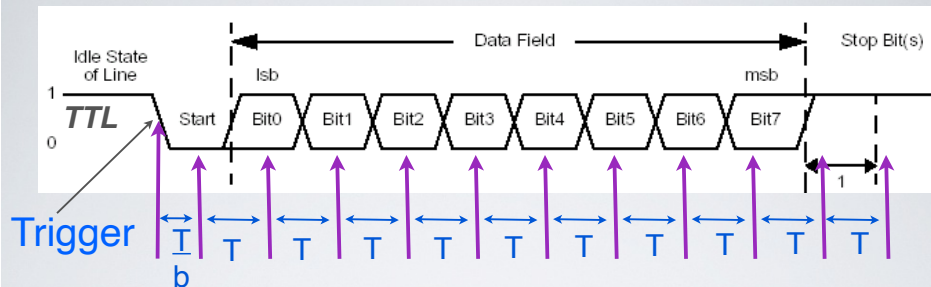 Data Field
Stop Bit(s)
Idle State
of Line
lsb
msb
1
TTL
Start
Bit0
Bit1
Bit2
Bit3
Bit4
Bit5
Bit6
Bit7
0
1
Trigger
T
b
T
T
T
T
T
T
T
T
T
T